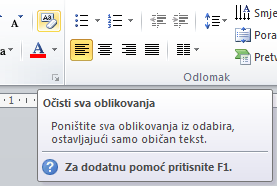 Smje
Pora
Pretv
Odlomak
1
Očisti sva oblikovanja
Poništite sva oblikovanja iz odabira,
ostavljajući samo običan tekst.
Za dodatnu pomoć pritisnite F1.